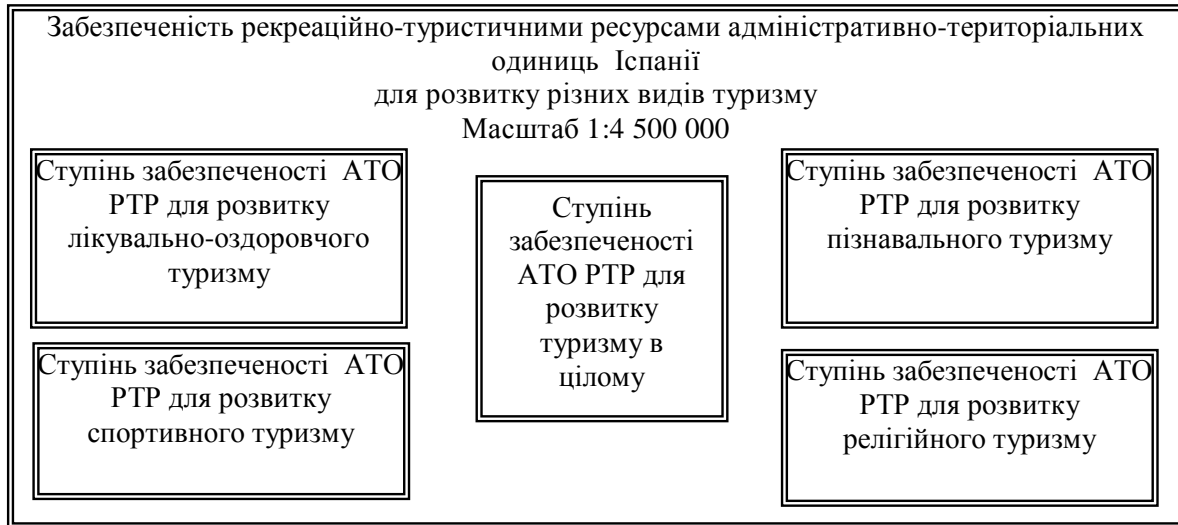 Забезпеченість рекреаційно-туристичними ресурсами адміністративно-територіальних
одиниць Іспанії
для розвитку різних видів туризму
Масштаб 1:4 500 000
Ступінь забезпеченості АТО
РТР для розвитку
лікувально-оздоровчого
туризму
Ступінь
забезпеченості
АТО РТР для
розвитку
туризму в
цілому
Ступінь забезпеченості АТО
РТР для розвитку
пізнавального туризму
Ступінь забезпеченості АТО
РТР для розвитку
спортивного туризму
Ступінь забезпеченості АТО
РТР для розвитку
релігійного туризму